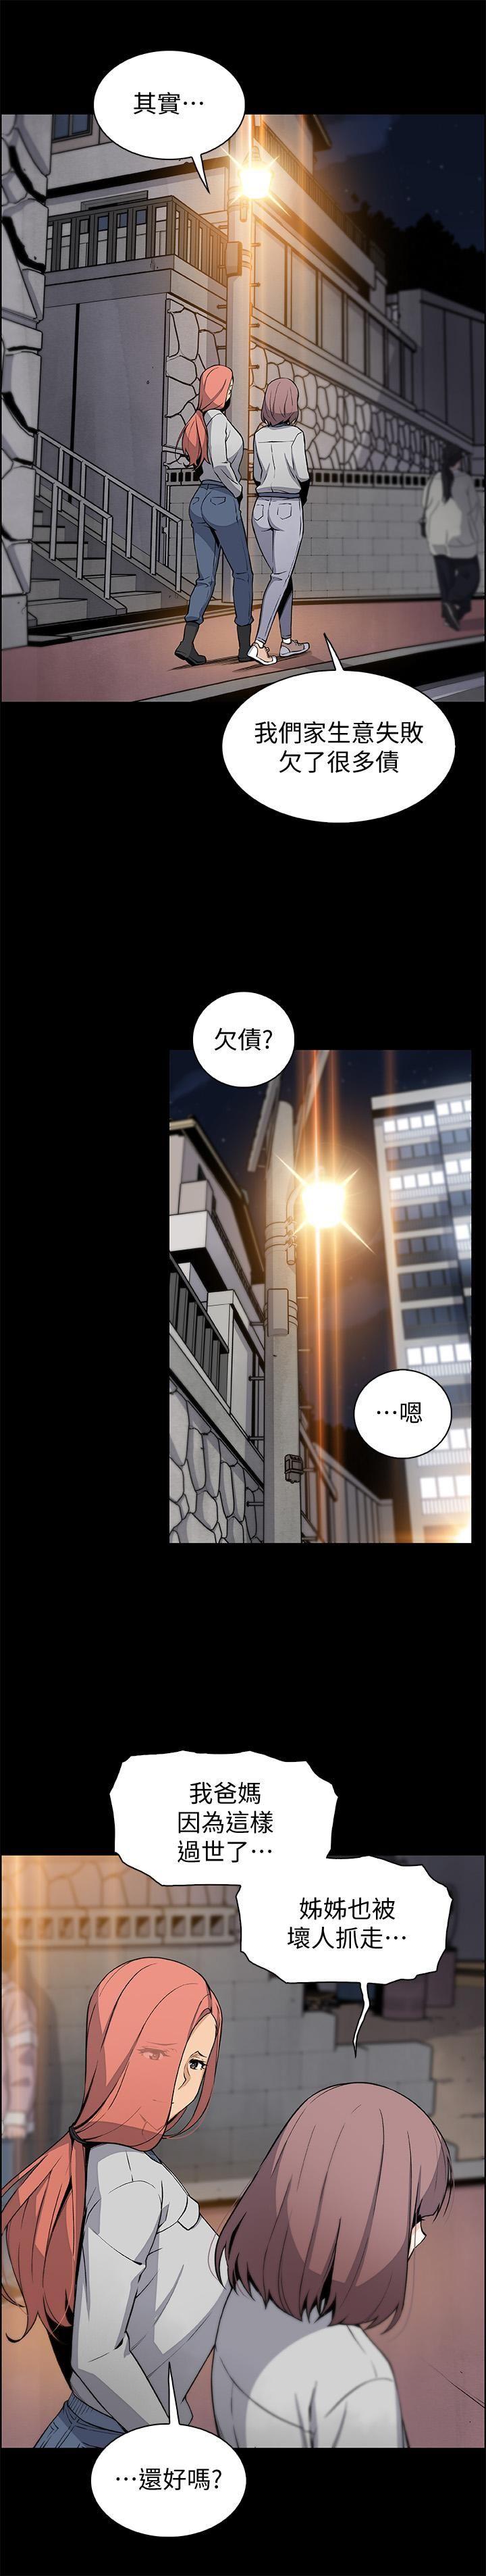 其實…
我們家生意失敗
欠了很多債
欠債?
…嗯
我爸媽
因為這樣
過世了…
姊姊也被
壞人抓走…
…還好嗎?